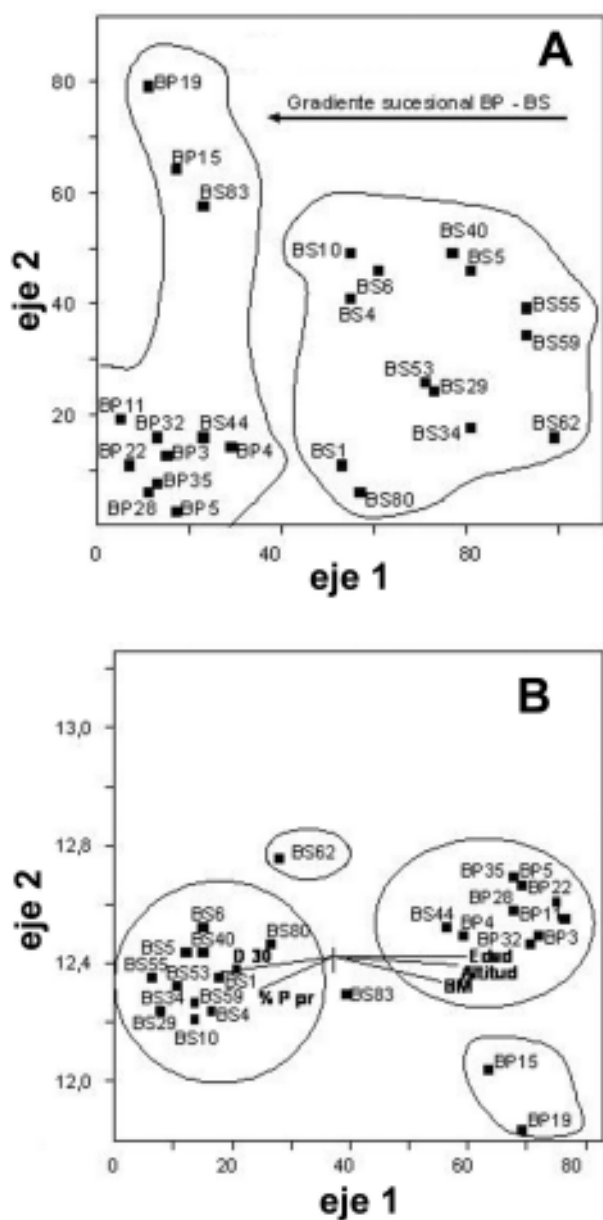 A
80
BP19
Gradiente sucesional BP - BS
BP15
60
BS83
BS40
BS10
BS5
BS6
40
BS4
BS55
BS59
eje 2
BS53
BS29
20
BP11
BP32
BS44
BS34
BS62
BP22
BP3
BP4
BS1
BP35
BP28
BP5
BS80
0
40
80
eje 1
B
13,0
12,8
BS62
BP35
BP5
BP22
BP28
BS6
BS44
BP11
BS80
BP4
BS5
BS40
BP32
BP3
12,4
D 30
Edad
BS55
BS53
BS1
Altitud
BS34
BS59
% P pr
BM
BS83
BS29
BS4
BS10
eje 2
12,0
BP15
BP19
0
20
40
60
80
eje 1